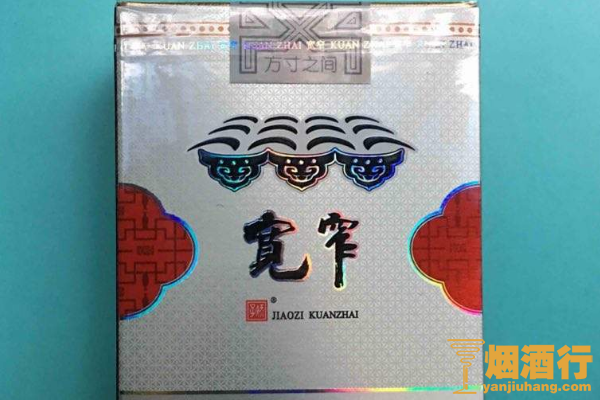 KUAN ZHAI 宽窄 KUAN ZHAI
ZHAI
方寸之间
宽窄
® JIAOZI KUANZHAI
烟酒行
yanjiuhang.com